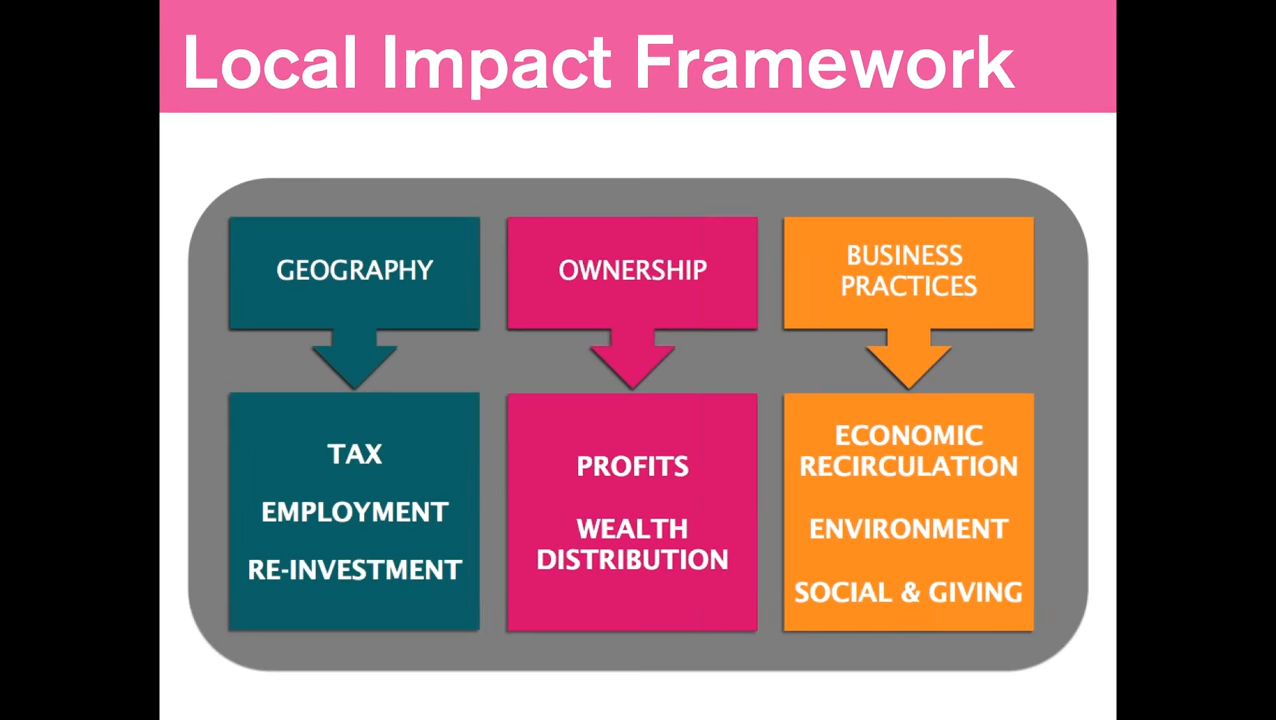 Local Impact Framework
GEOGRAPHY
TAX
EMPLOYMENT
RE-INVESTMENT
OWNERSHIP
PROFITS
WEALTH
DISTRIBUTION
BUSINESS
PRACTICES
ECONOMIC
RECIRCULATION
ENVIRONMENT
SOCIAL & GIVING